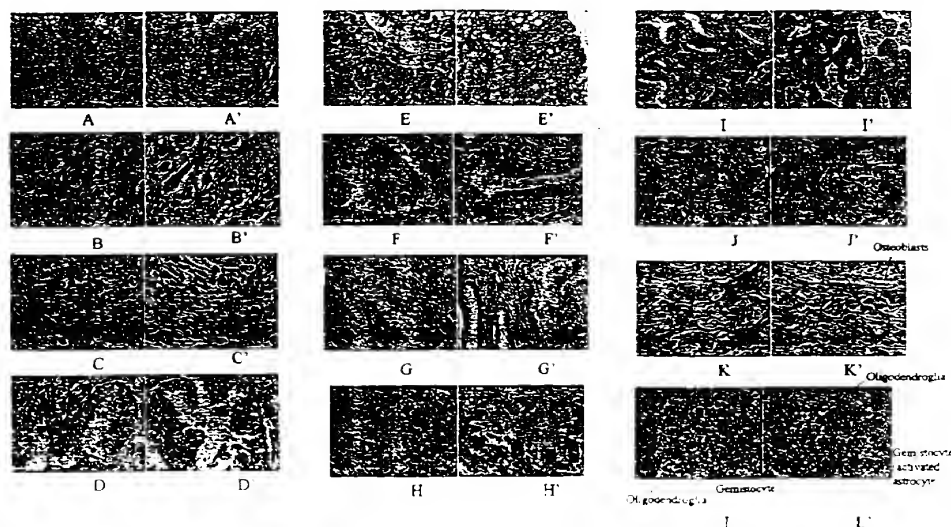 A A' E E' I I'
B B' F F' J J'
Osteoblasts
C C' G G' K K'
Oligodendroglia
D D H H'
Gemistocyte
activated
astrocyte
Gemistocyte
Oligodendroglia
L'